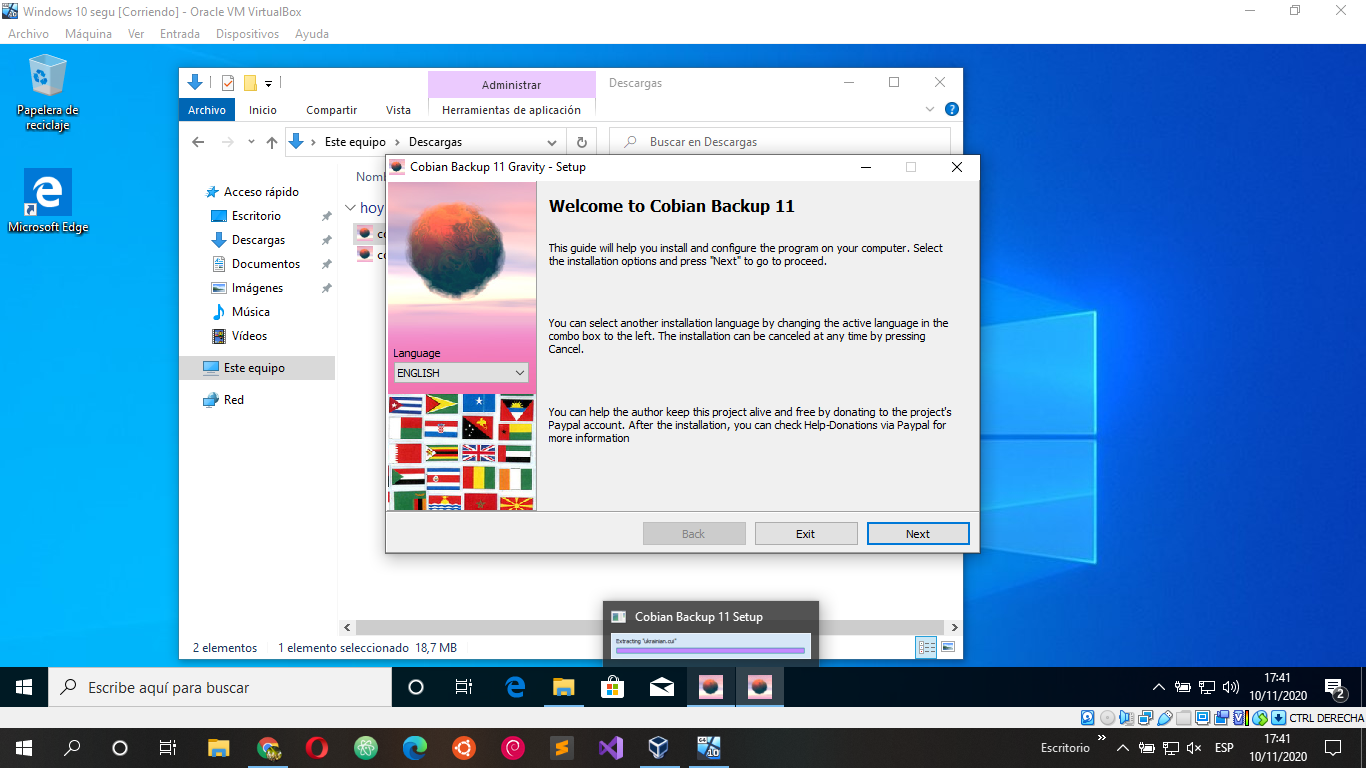 Windows 10 segu [Corriendo] - Oracle VM VirtualBox
Archivo Máquina Ver Entrada Dispositivos Ayuda
Papelera de
reciclaje
Microsoft Edge
Administrar
Descargas
Archivo Inicio Compartir Vista Herramientas de aplicación
Este equipo Descargas
Buscar en Descargas
Acceso rápido
Escritorio
Descargas
Documentos
Imágenes
Música
Vídeos
Este equipo
Red
hoy
Cobian Backup 11 Gravity - Setup
Welcome to Cobian Backup 11
This guide will help you install and configure the program on your computer. Select
the installation options and press "Next" to go to proceed.
You can select another installation language by changing the active language in the
combo box to the left. The installation can be canceled at any time by pressing
Cancel.
Language
ENGLISH
You can help the author keep this project alive and free by donating to the project's
Paypal account. After the installation, you can check Help-Donations via Paypal for
more information
Back Exit Next
Cobian Backup 11 Setup
Extracting "ukrainian.cui"
2 elementos 1 elemento seleccionado 18,7 MB
Escribe aquí para buscar
17:41
10/11/2020
2
CTRL DERECHA
Escritorio
ESP
17:41
10/11/2020